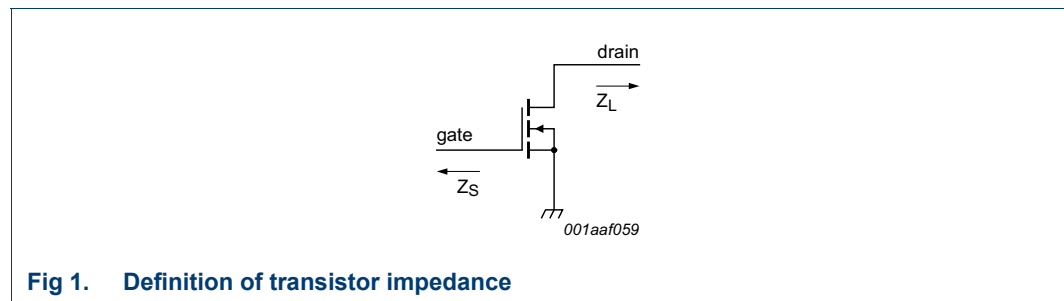 drain
Z_L
gate
Z_S
001aaf059
Fig 1. Definition of transistor impedance